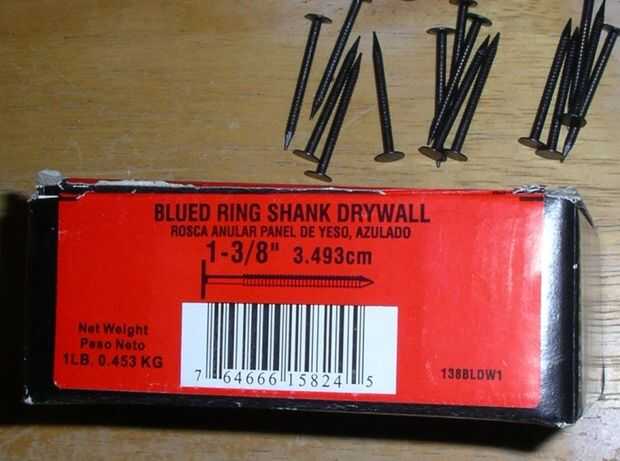 BLUED RING SHANK DRYWALL
ROSCA ANULAR PANEL DE YESO, AZULADO
1-3/8" 3.493cm
Net Weight
Peso Neto
1LB. 0.453 KG
7 64666 15824 5
138BLDW1